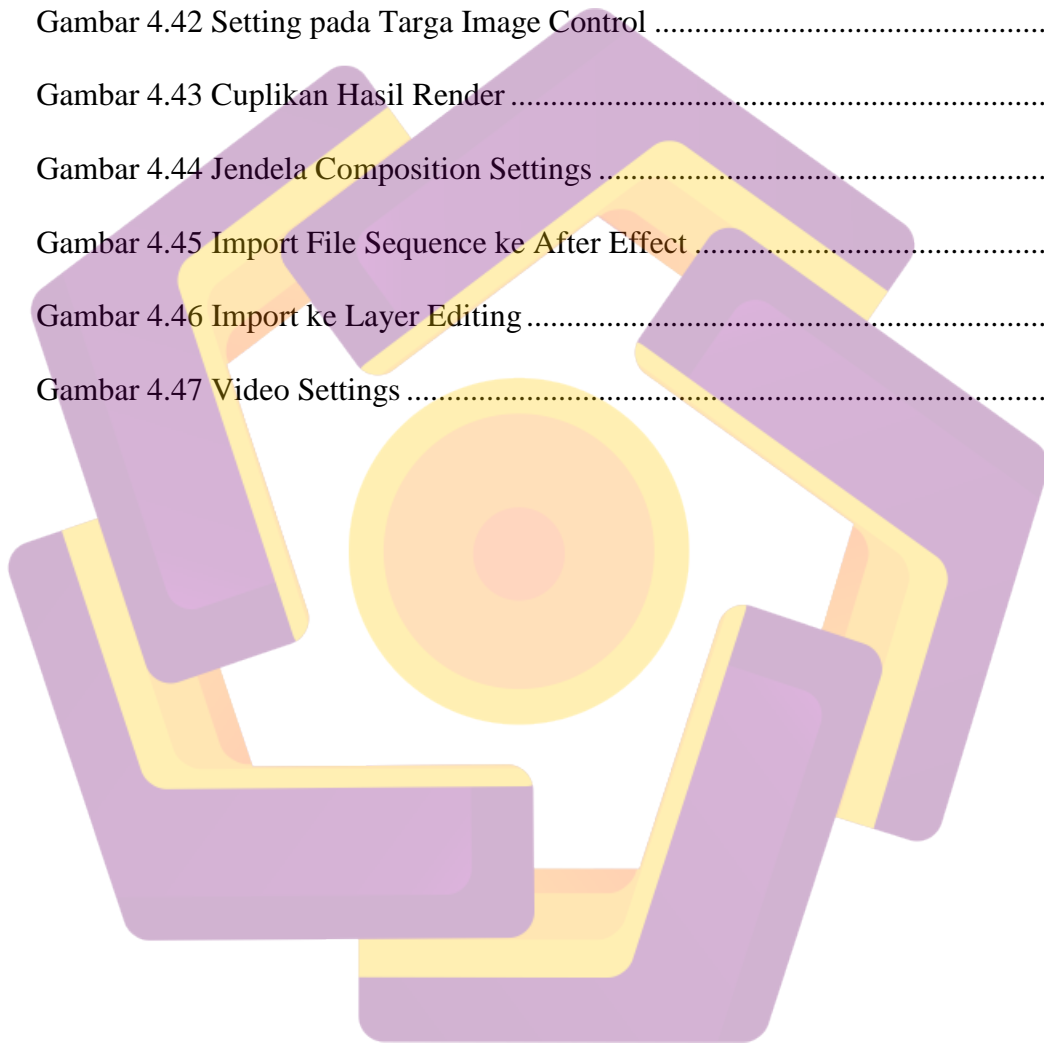 Gambar 4.42 Setting pada Targa Image Control ..........................................
Gambar 4.43 Cuplikan Hasil Render ............................................................
Gambar 4.44 Jendela Composition Settings .................................................
Gambar 4.45 Import File Sequence ke After Effect .....................................
Gambar 4.46 Import ke Layer Editing ..........................................................
Gambar 4.47 Video Settings .........................................................................